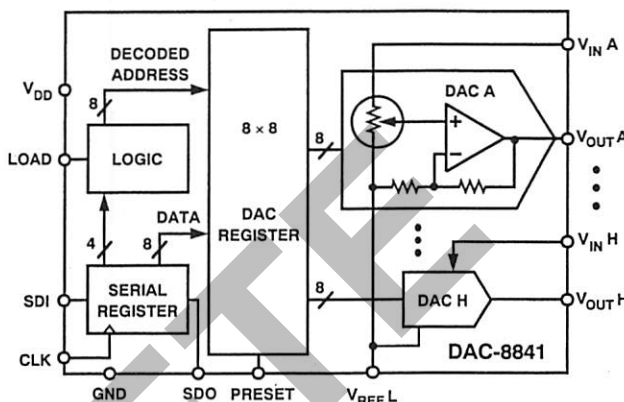 V_IN A
DECODED
ADDRESS
V_DD
8
DAC A
8 × 8
8
+
−
V_OUT A
LOAD
LOGIC
DATA
DAC
REGISTER
4
8
V_IN H
8
SDI
SERIAL
REGISTER
DAC H
V_OUT H
CLK
DAC-8841
GND
SDO
PRESET
V_REF L